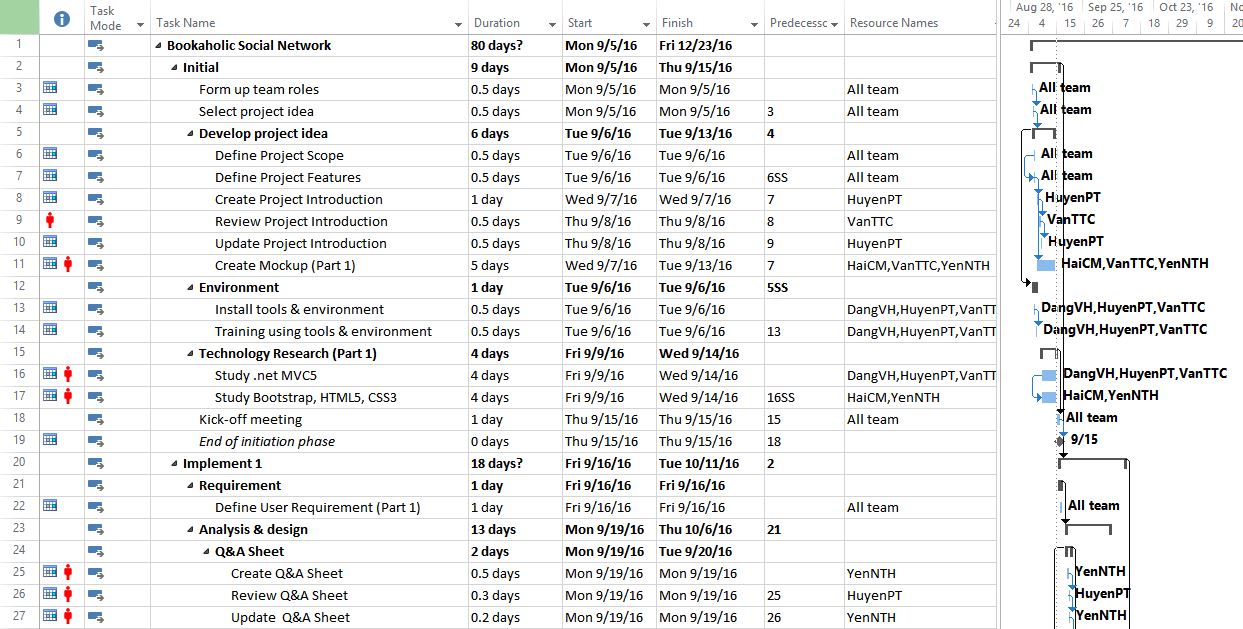 Task Mode Task Name Duration Start Finish Predecessc Resource Names
Aug 28, '16 Sep 25, '16 Oct 23, '16 No
24 4 15 26 7 18 29 9 20
1 Bookaholic Social Network 80 days? Mon 9/5/16 Fri 12/23/16
2 Initial 9 days Mon 9/5/16 Thu 9/15/16
3 Form up team roles 0.5 days Mon 9/5/16 Mon 9/5/16 All team All team
4 Select project idea 0.5 days Mon 9/5/16 Mon 9/5/16 3 All team All team
5 Develop project idea 6 days Tue 9/6/16 Tue 9/13/16 4
6 Define Project Scope 0.5 days Tue 9/6/16 Tue 9/6/16 All team All team
7 Define Project Features 0.5 days Tue 9/6/16 Tue 9/6/16 6SS All team All team
8 Create Project Introduction 1 day Wed 9/7/16 Wed 9/7/16 7 HuyenPT HuyenPT
9 Review Project Introduction 0.5 days Thu 9/8/16 Thu 9/8/16 8 VanTTC VanTTC
10 Update Project Introduction 0.5 days Thu 9/8/16 Thu 9/8/16 9 HuyenPT HuyenPT
11 Create Mockup (Part 1) 5 days Wed 9/7/16 Tue 9/13/16 7 HaiCM,VanTTC,YenNTH HaiCM,VanTTC,YenNTH
12 Environment 1 day Tue 9/6/16 Tue 9/6/16 5SS
13 Install tools & environment 0.5 days Tue 9/6/16 Tue 9/6/16 DangVH,HuyenPT,VanTT DangVH,HuyenPT,VanTTC
14 Training using tools & environment 0.5 days Tue 9/6/16 Tue 9/6/16 13 DangVH,HuyenPT,VanTT DangVH,HuyenPT,VanTTC
15 Technology Research (Part 1) 4 days Fri 9/9/16 Wed 9/14/16
16 Study .net MVC5 4 days Fri 9/9/16 Wed 9/14/16 DangVH,HuyenPT,VanTT DangVH,HuyenPT,VanTTC
17 Study Bootstrap, HTML5, CSS3 4 days Fri 9/9/16 Wed 9/14/16 16SS HaiCM,YenNTH HaiCM,YenNTH
18 Kick-off meeting 1 day Thu 9/15/16 Thu 9/15/16 15 All team All team
19 End of initiation phase 0 days Thu 9/15/16 Thu 9/15/16 18 9/15
20 Implement 1 18 days? Fri 9/16/16 Tue 10/11/16 2
21 Requirement 1 day Fri 9/16/16 Fri 9/16/16
22 Define User Requirement (Part 1) 1 day Fri 9/16/16 Fri 9/16/16 All team All team
23 Analysis & design 13 days Mon 9/19/16 Thu 10/6/16 21
24 Q&A Sheet 2 days Mon 9/19/16 Tue 9/20/16
25 Create Q&A Sheet 0.5 days Mon 9/19/16 Mon 9/19/16 YenNTH YenNTH
26 Review Q&A Sheet 0.3 days Mon 9/19/16 Mon 9/19/16 25 HuyenPT HuyenPT
27 Update Q&A Sheet 0.2 days Mon 9/19/16 Mon 9/19/16 26 YenNTH YenNTH